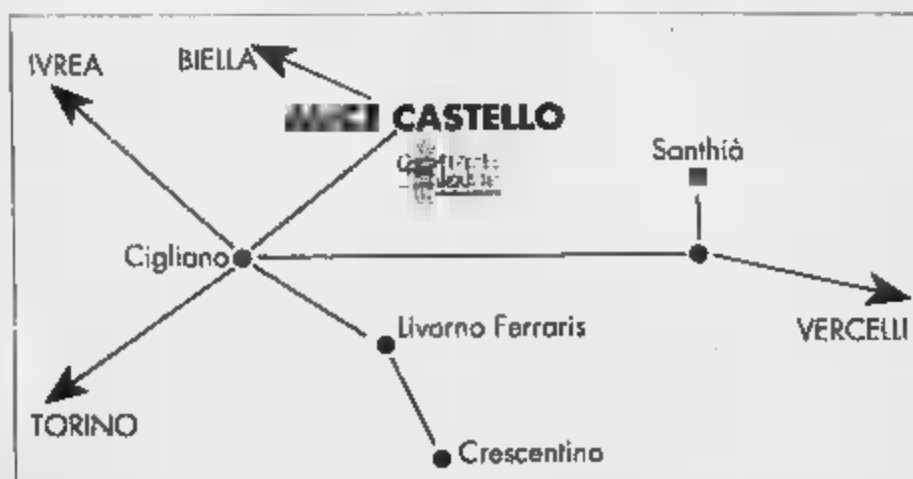 IVREA
BIELLA
CASTELLO
Santhià
Cigliano
Livorno Ferraris
VERCELLI
TORINO
Crescentino